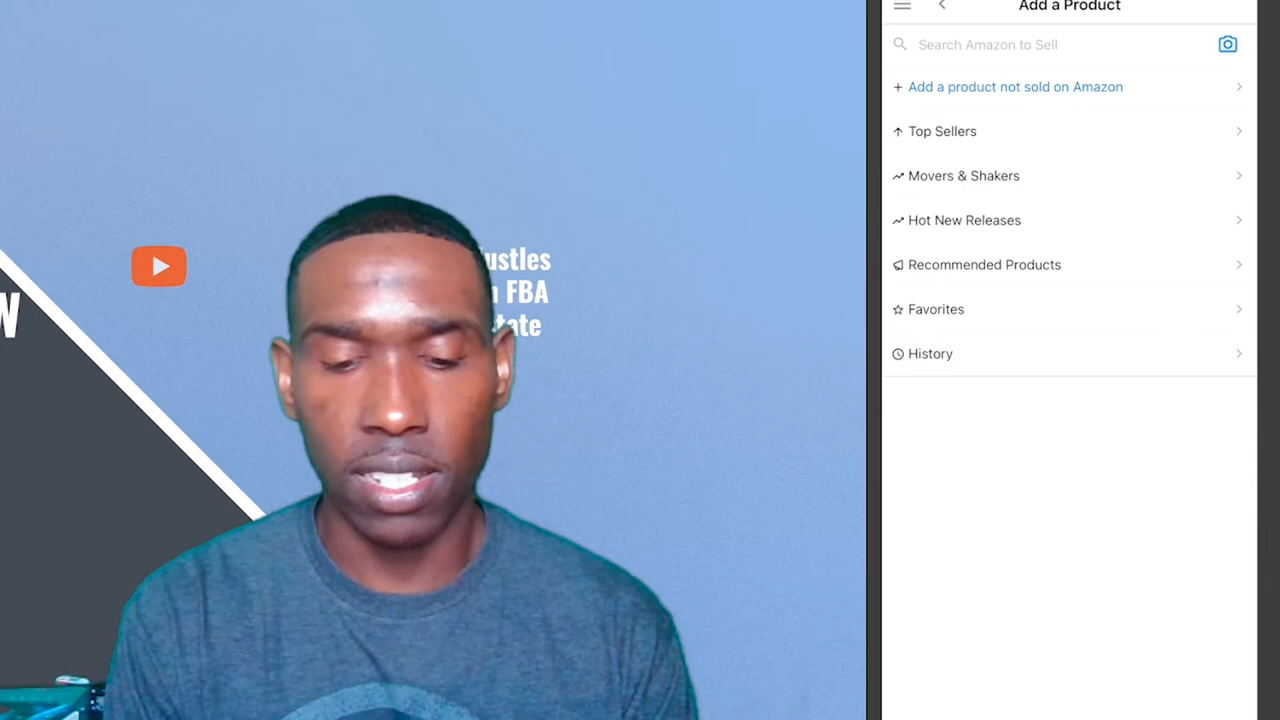 Add a Product
Search Amazon to Sell
+ Add a product not sold on Amazon
Top Sellers
Movers & Shakers
Hot New Releases
Recommended Products
Favorites
History
FBA